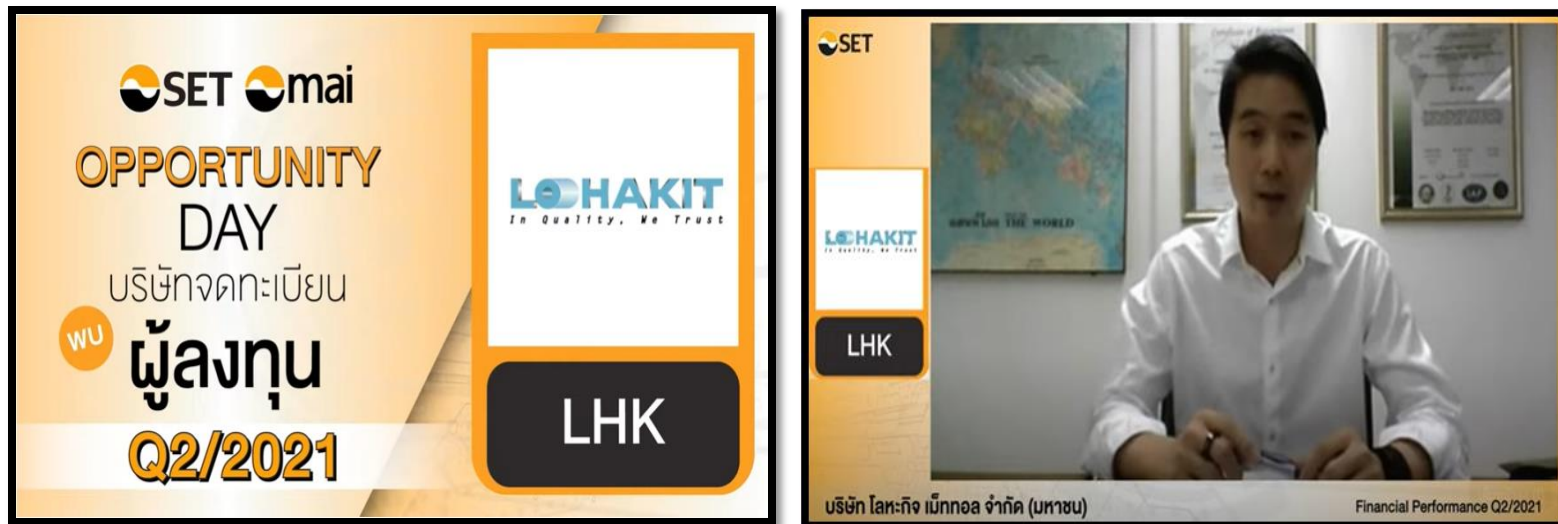 SET mai
OPPORTUNITY
DAY
บริษัทจดทะเบียน
พบ
ผู้ลงทุน
Q2/2021
LOHAKIT
In Quality, We Trust
LHK
SET
THE WORLD
LOHAKIT
In Quality, We Trust
LHK
บริษัท โลหะกิจ เม็ททอล จำกัด (มหาชน)
Financial Performance Q2/2021